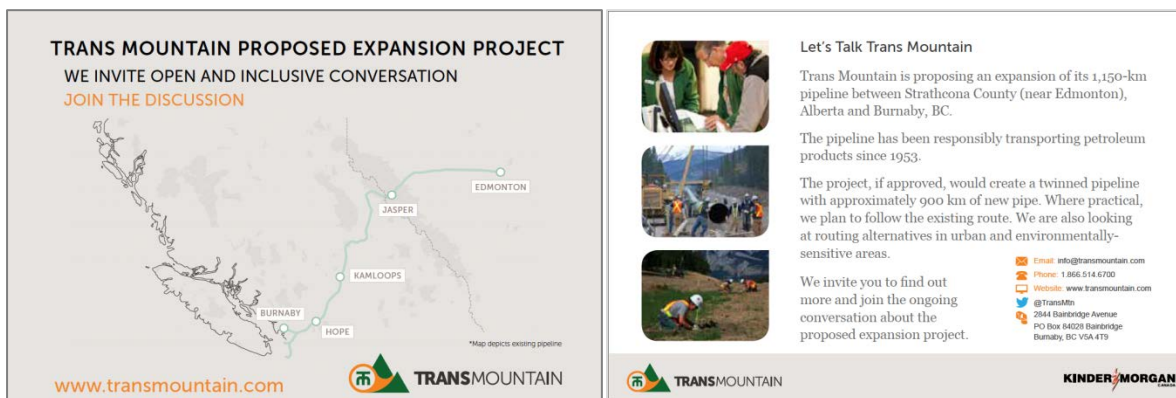 TRANS MOUNTAIN PROPOSED EXPANSION PROJECT
WE INVITE OPEN AND INCLUSIVE CONVERSATION
JOIN THE DISCUSSION
EDMONTON
JASPER
KAMLOOPS
BURNABY
HOPE
*Map depicts existing pipeline
www.transmountain.com
TRANSMOUNTAIN
Let's Talk Trans Mountain
Trans Mountain is proposing an expansion of its 1,150-km
pipeline between Strathcona County (near Edmonton),
Alberta and Burnaby, BC.
The pipeline has been responsibly transporting petroleum
products since 1953.
The project, if approved, would create a twinned pipeline
with approximately 900 km of new pipe. Where practical,
we plan to follow the existing route. We are also looking
at routing alternatives in urban and environmentally-
sensitive areas.
We invite you to find out
more and join the ongoing
conversation about the
proposed expansion project.
Email: info@transmountain.com
Phone: 1.866.514.6700
Website: www.transmountain.com
@TransMtn
2844 Bainbridge Avenue
PO Box 84028 Bainbridge
Burnaby, BC V5A 4T9
TRANSMOUNTAIN
KINDER MORGAN
CANADA